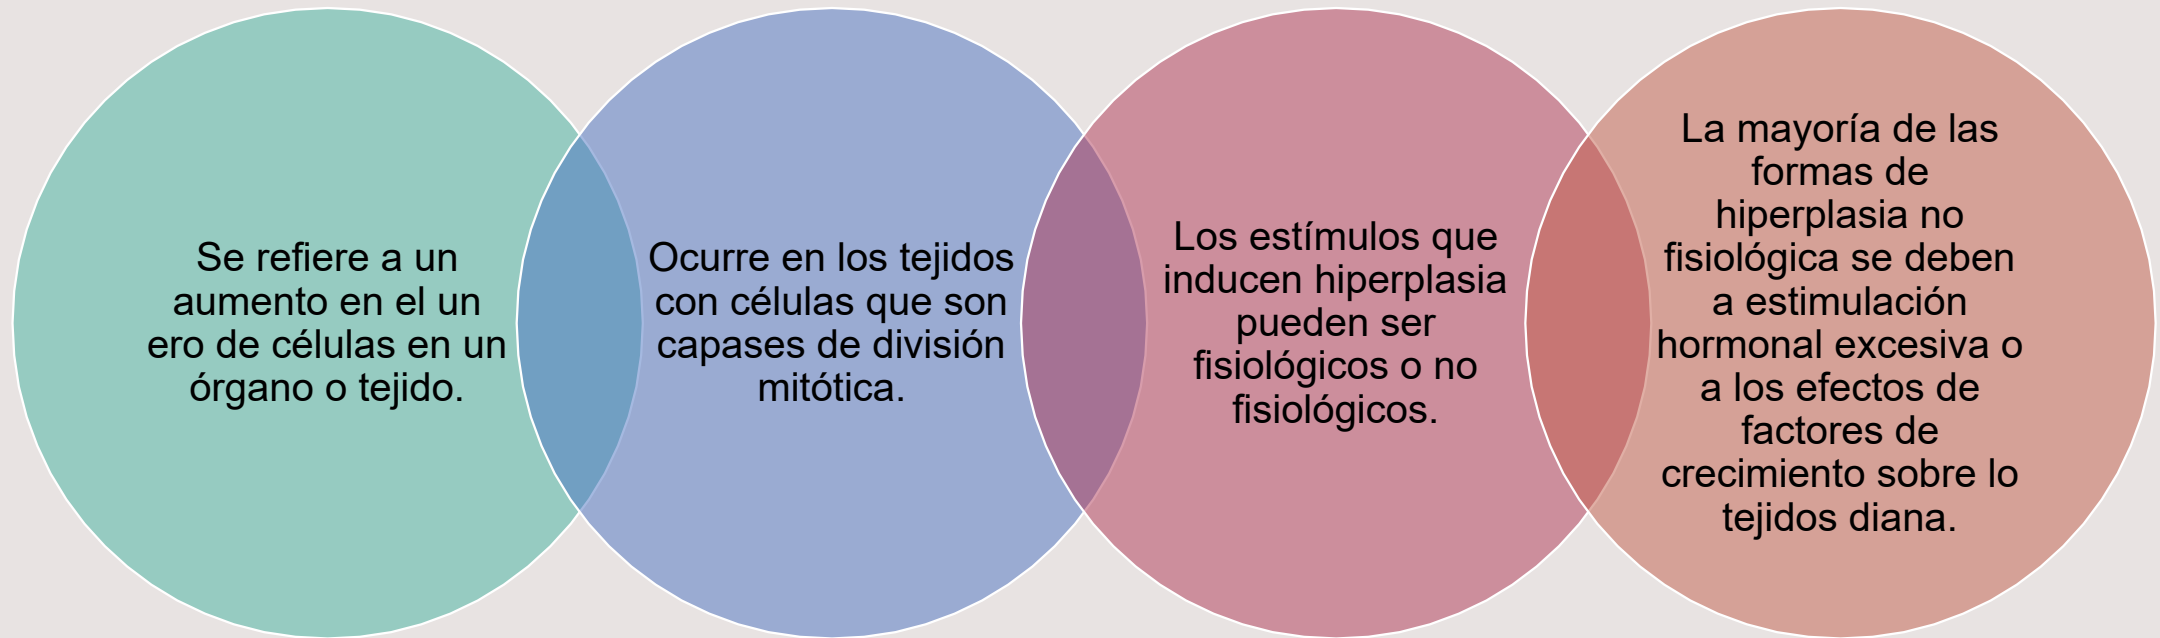 Se refiere a un
aumento en el un
ero de células en un
órgano o tejido.
Ocurre en los tejidos
con células que son
capases de división
mitótica.
Los estímulos que
inducen hiperplasia
pueden ser
fisiológicos o no
fisiológicos.
La mayoría de las
formas de
hiperplasia no
fisiológica se deben
a estimulación
hormonal excesiva o
a los efectos de
factores de
crecimiento sobre lo
tejidos diana.